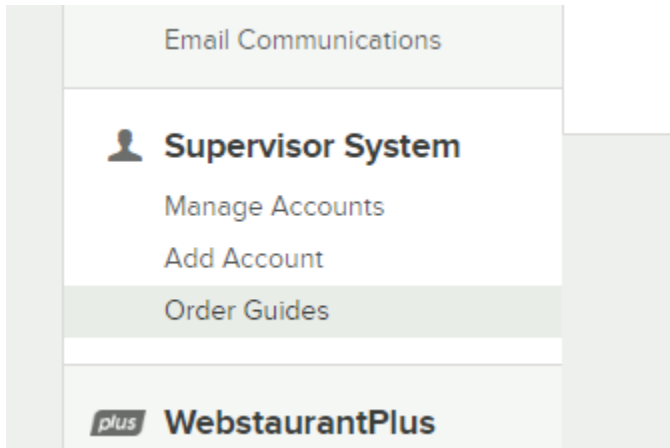 Email Communications
Supervisor System
Manage Accounts
Add Account
Order Guides
plus WebstaurantPlus